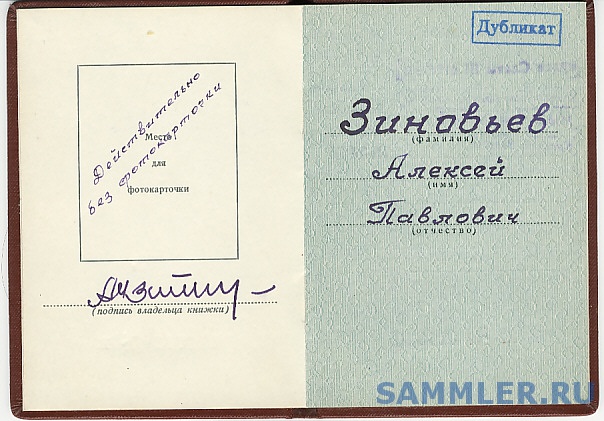 Место
для
фотокарточки
Действительно
без фотокарточки
(подпись владельца книжки)
Дубликат
Зиновьев
(фамилия)
Алексей
(имя)
Павлович
(отчество)
SAMMLER.RU